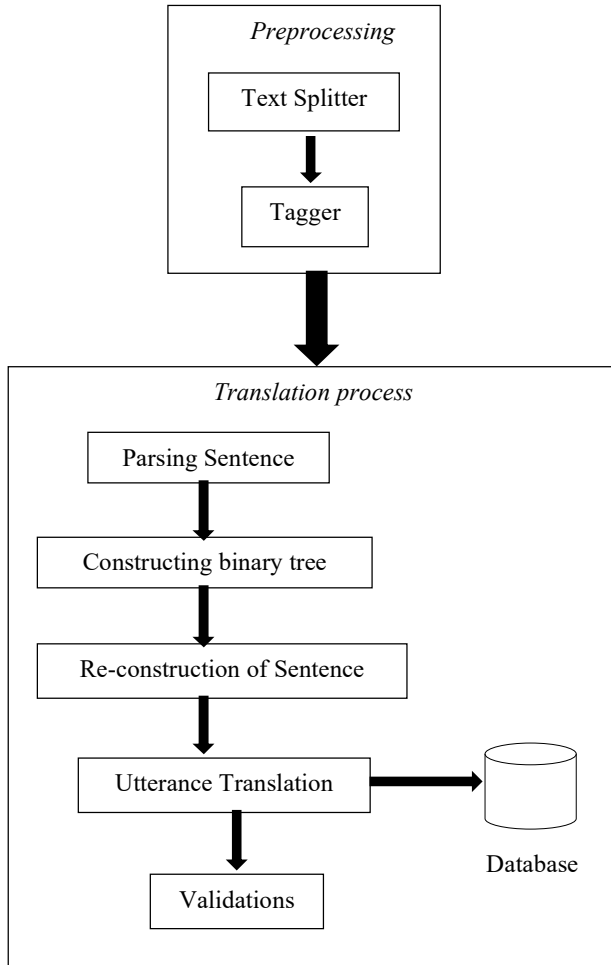 Preprocessing
Text Splitter
Tagger
Translation process
Parsing Sentence
Constructing binary tree
Re-construction of Sentence
Utterance Translation
Database
Validations